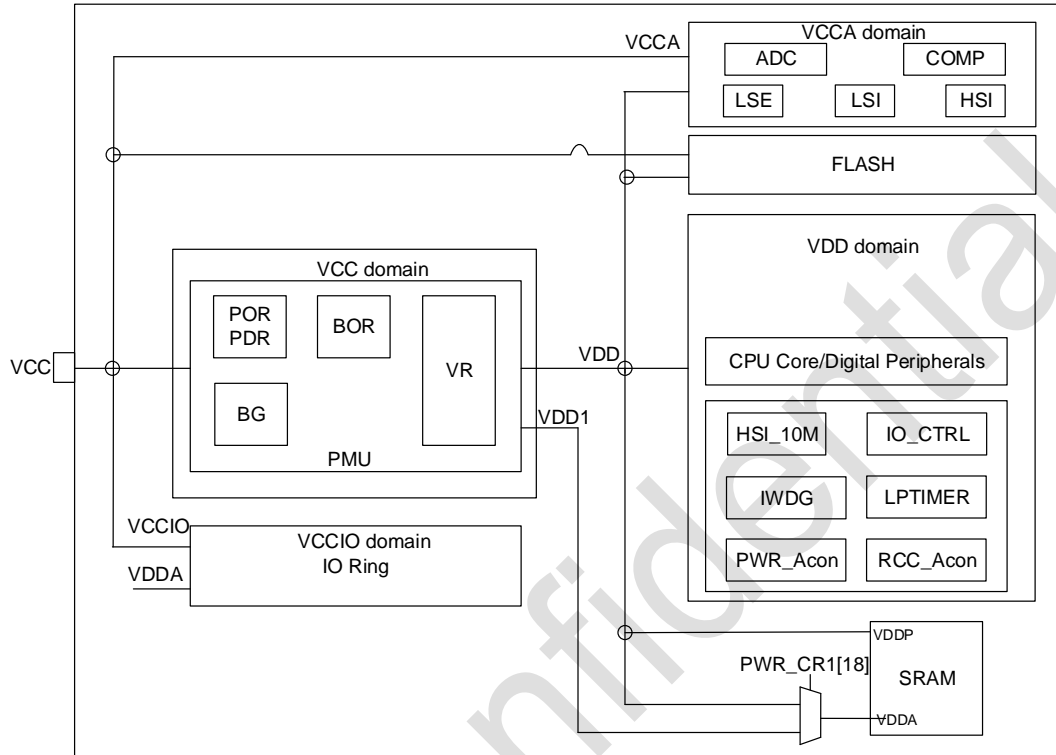 VCCA domain
VCCA
ADC
COMP
LSE
LSI
HSI
FLASH
VDD domain
VCC domain
POR
PDR
BOR
VR
VCC
VDD
CPU Core/Digital Peripherals
BG
VDD1
PMU
HSI_10M
IO_CTRL
IWDG
LPTIMER
VCCIO
VCCIO domain
IO Ring
VDDA
PWR_Acon
RCC_Acon
VDDP
PWR_CR1[18]
SRAM
VDDA
nfidential